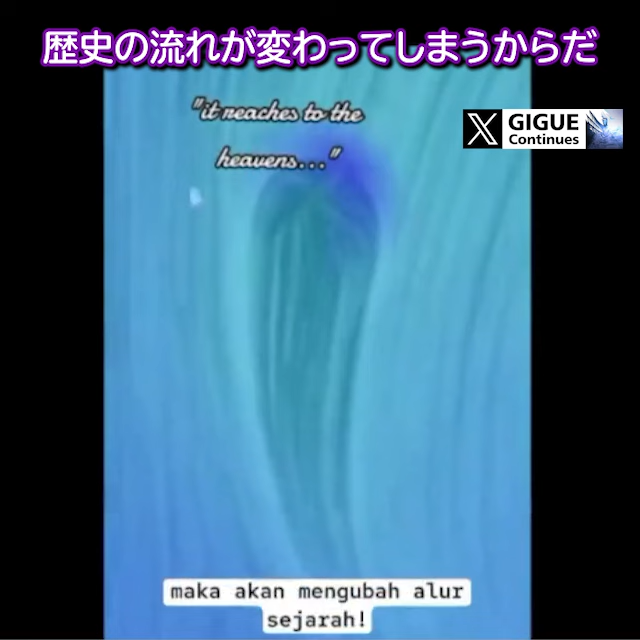 歴史の流れが変わってしまうからだ
"it reaches to the
heavens..."
X GIGUE
Continues
maka akan mengubah alur
sejarah!